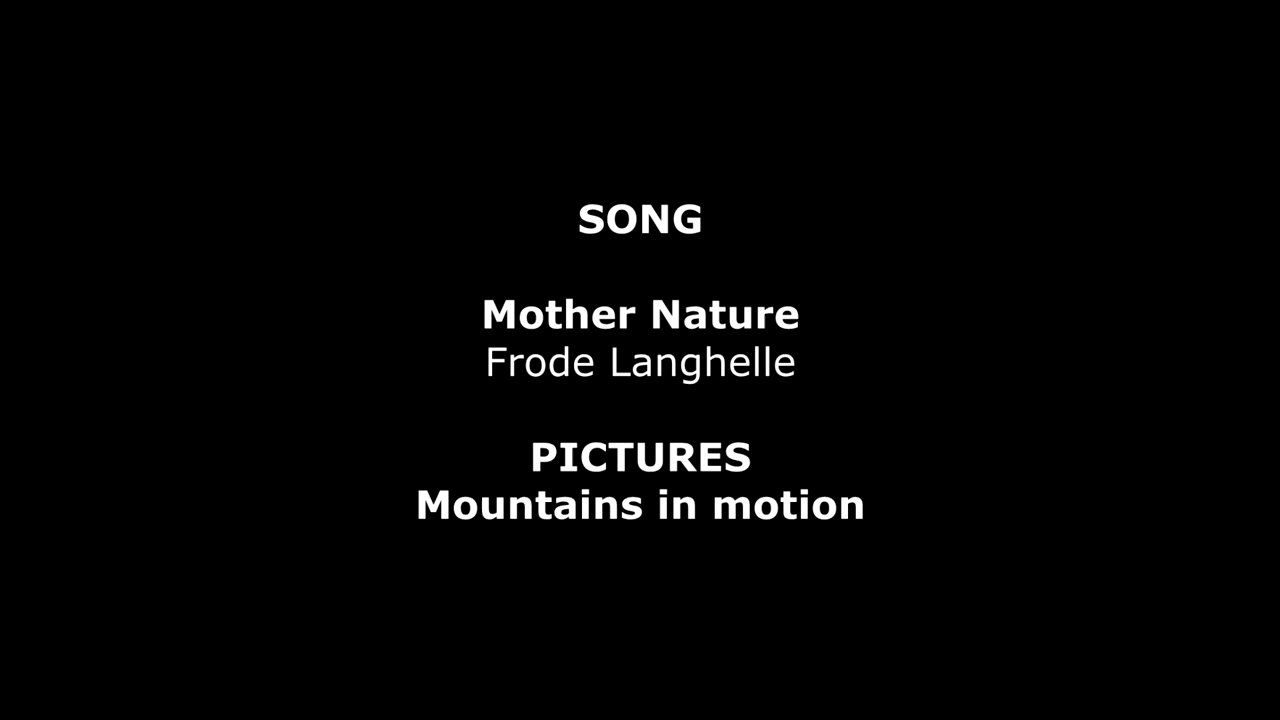 SONG
Mother Nature
Frode Langhelle
PICTURES
Mountains in motion